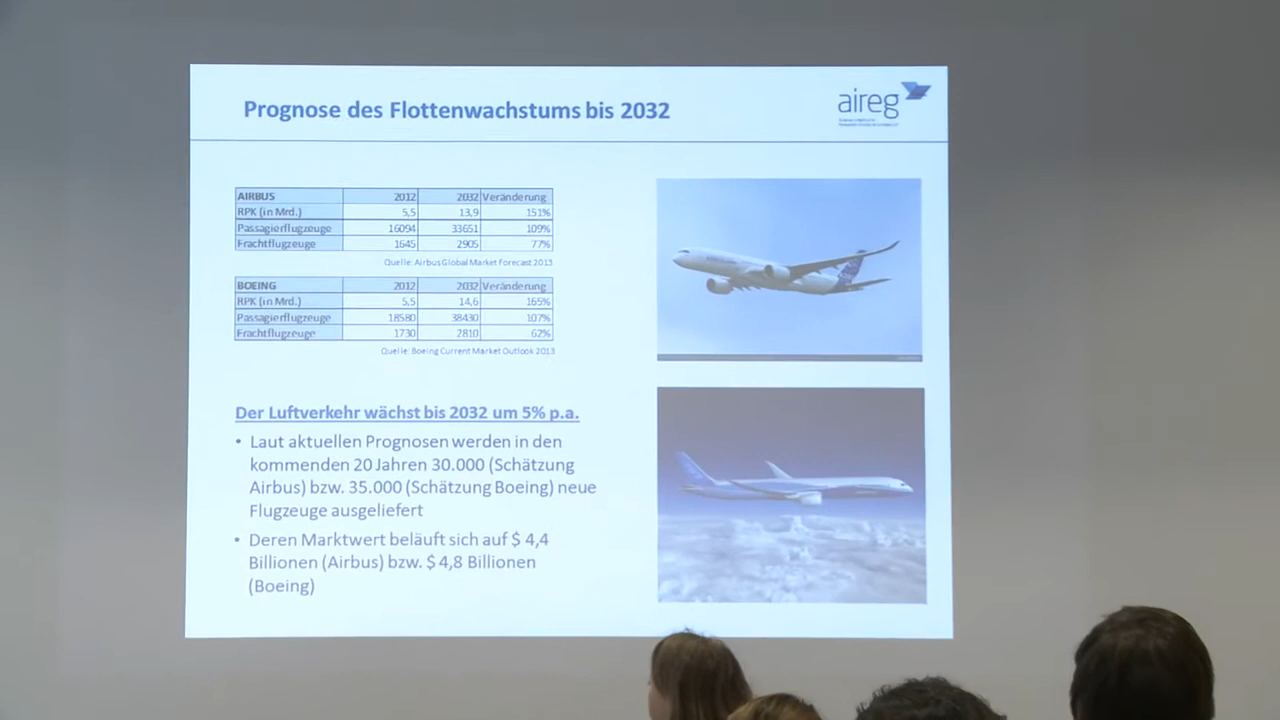 Prognose des Flottenwachstums bis 2032
aireg
AIRBUS 2012 2032 Veränderung
RPK (in Mrd.) 5,5 13,9 151%
Passagierflugzeuge 16094 33651 109%
Frachtflugzeuge 1645 2905 77%
Quelle: Airbus Global Market Forecast 2013
BOEING 2012 2032 Veränderung
RPK (in Mrd.) 5,5 14,6 165%
Passagierflugzeuge 18580 38430 107%
Frachtflugzeuge 1730 2810 62%
Quelle: Boeing Current Market Outlook 2013
Der Luftverkehr wächst bis 2032 um 5% p.a.
• Laut aktuellen Prognosen werden in den
kommenden 20 Jahren 30.000 (Schätzung
Airbus) bzw. 35.000 (Schätzung Boeing) neue
Flugzeuge ausgeliefert
• Deren Marktwert beläuft sich auf $ 4,4
Billionen (Airbus) bzw. $ 4,8 Billionen
(Boeing)